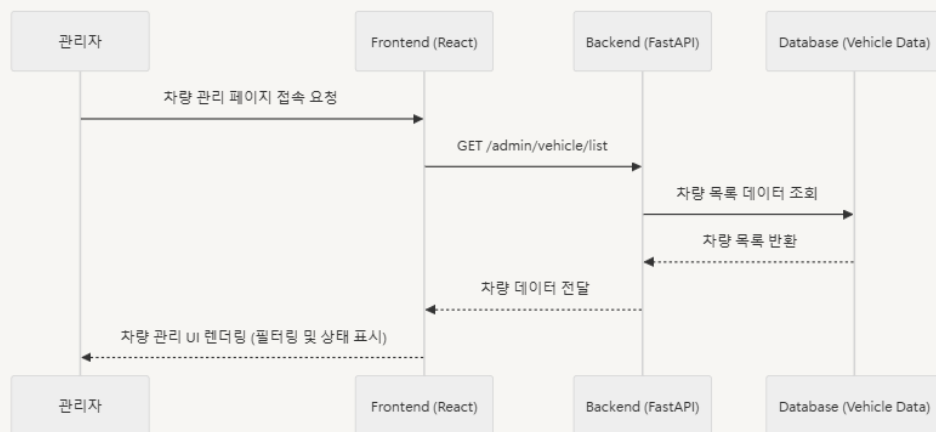 관리자
Frontend (React)
Backend (FastAPI)
Database (Vehicle Data)
차량 관리 페이지 접속 요청
GET /admin/vehicle/list
차량 목록 데이터 조회
차량 목록 반환
차량 데이터 전달
차량 관리 UI 렌더링 (필터링 및 상태 표시)
관리자
Frontend (React)
Backend (FastAPI)
Database (Vehicle Data)